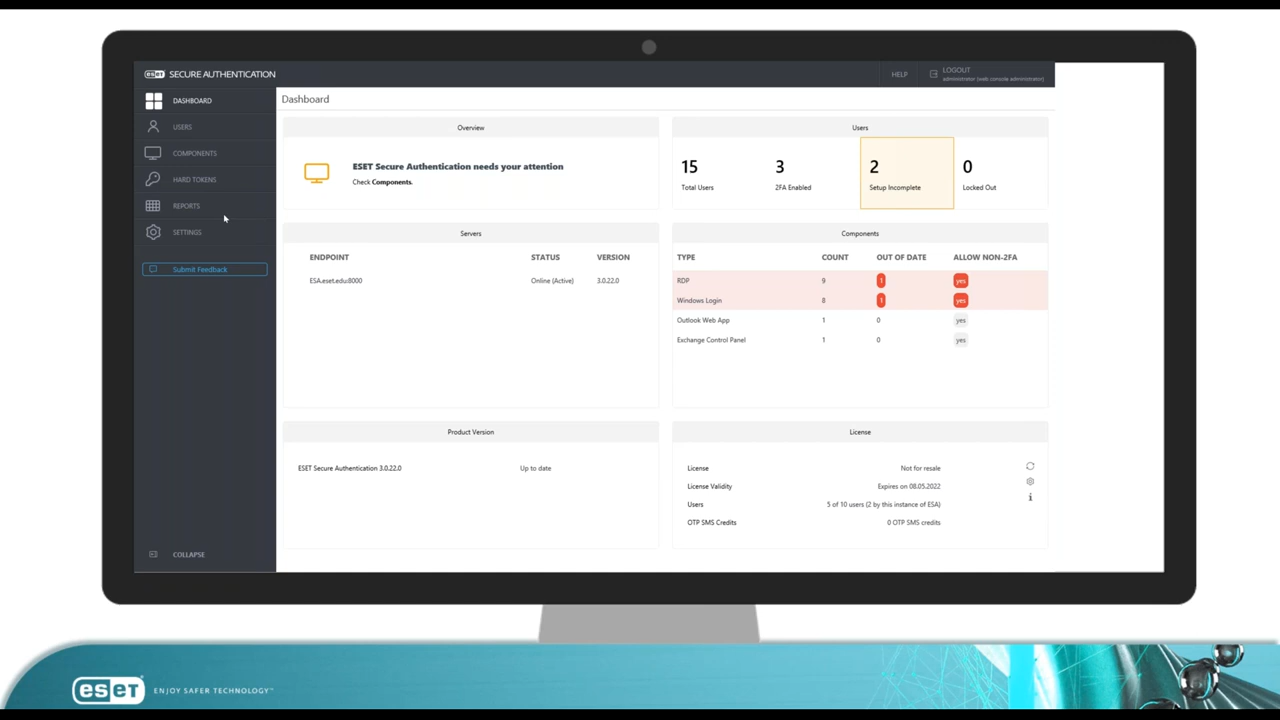 eset SECURE AUTHENTICATION
HELP
LOGOUT
administrator (web console administrator)
DASHBOARD
USERS
COMPONENTS
HARD TOKENS
REPORTS
SETTINGS
Submit Feedback
COLLAPSE
Dashboard
Overview
ESET Secure Authentication needs your attention
Check Components.
Users
15 3 2 0
Total Users 2FA Enabled Setup Incomplete Locked Out
Servers
ENDPOINT STATUS VERSION
ESA.eset.edu:8000 Online (Active) 3.0.22.0
Components
TYPE COUNT OUT OF DATE ALLOW NON-2FA
RDP 9 1 yes
Windows Login 8 1 yes
Outlook Web App 1 0 yes
Exchange Control Panel 1 0 yes
Product Version
ESET Secure Authentication 3.0.22.0 Up to date
License
License Not for resale
License Validity Expires on 08.05.2022
Users 5 of 10 users (2 by this instance of ESA)
OTP SMS Credits 0 OTP SMS credits
eset ENJOY SAFER TECHNOLOGY™